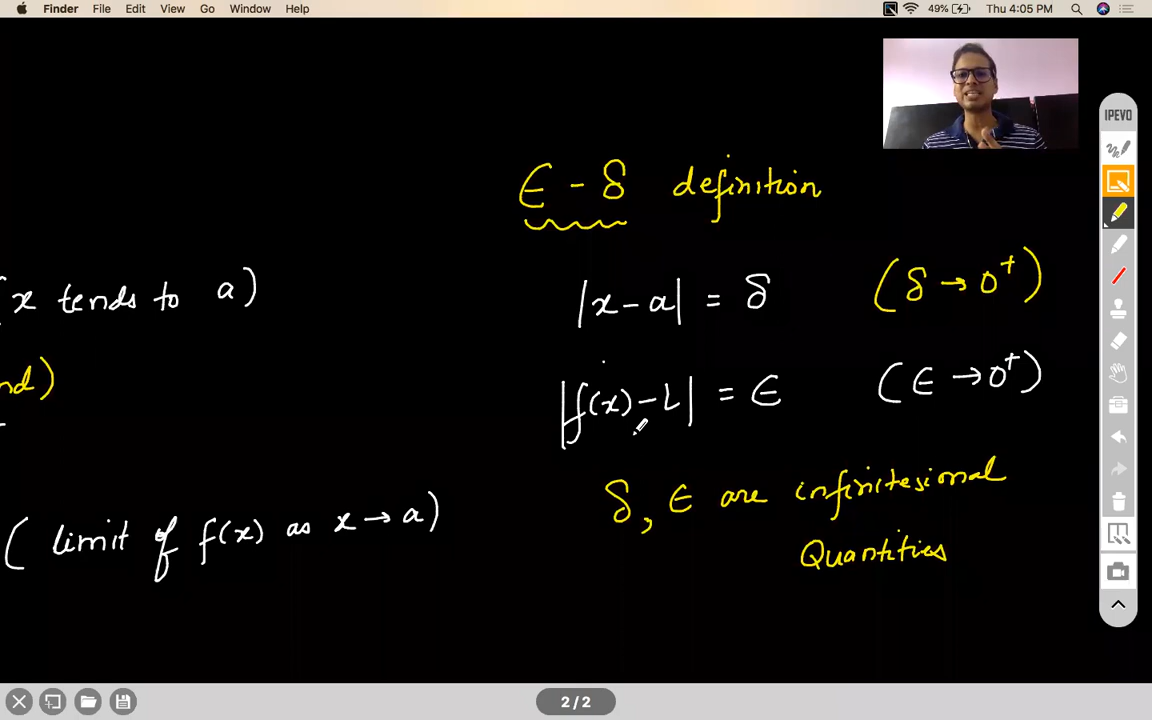 Finder File Edit View Go Window Help 49% Thu 4:05 PM
IPEVO
ϵ - δ definition
x tends to a)
|x - a| = δ (δ → 0⁺)
nd)
|f(x) - L| = ϵ (ϵ → 0⁺)
δ, ϵ are infinitesional
Quantities
( limit of f(x) as x → a)
2/2